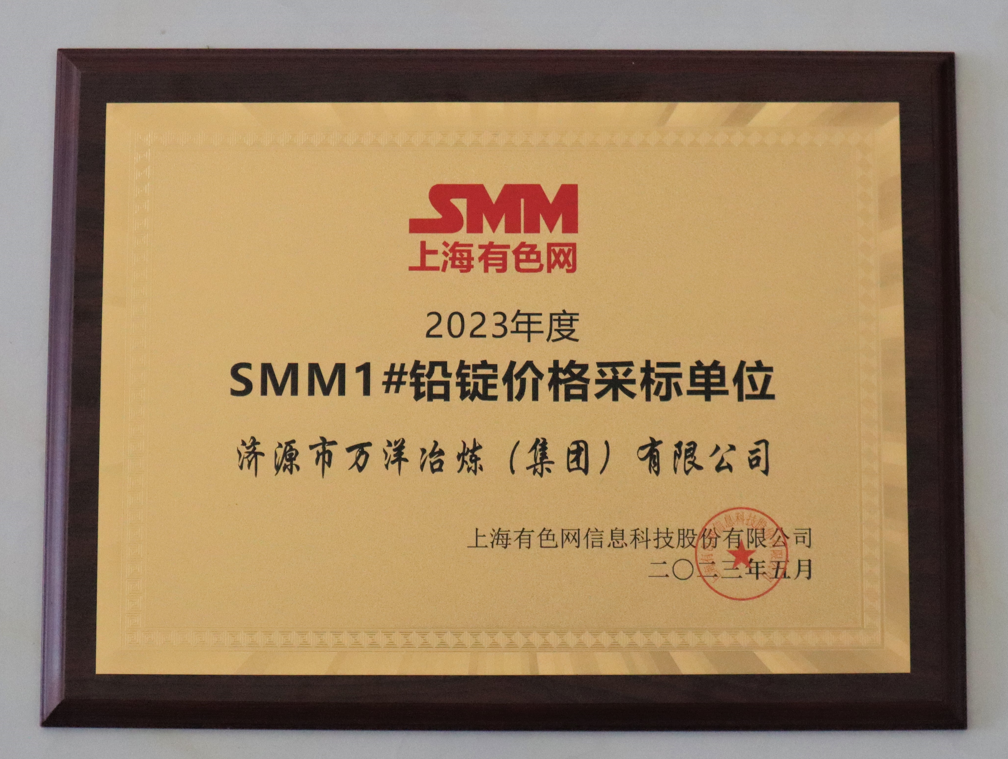 SMM
上海有色网
2023年度
SMM1#铅锭价格采标单位
济源市万洋冶炼（集团）有限公司
上海有色网信息科技股份有限公司
二〇二三年五月